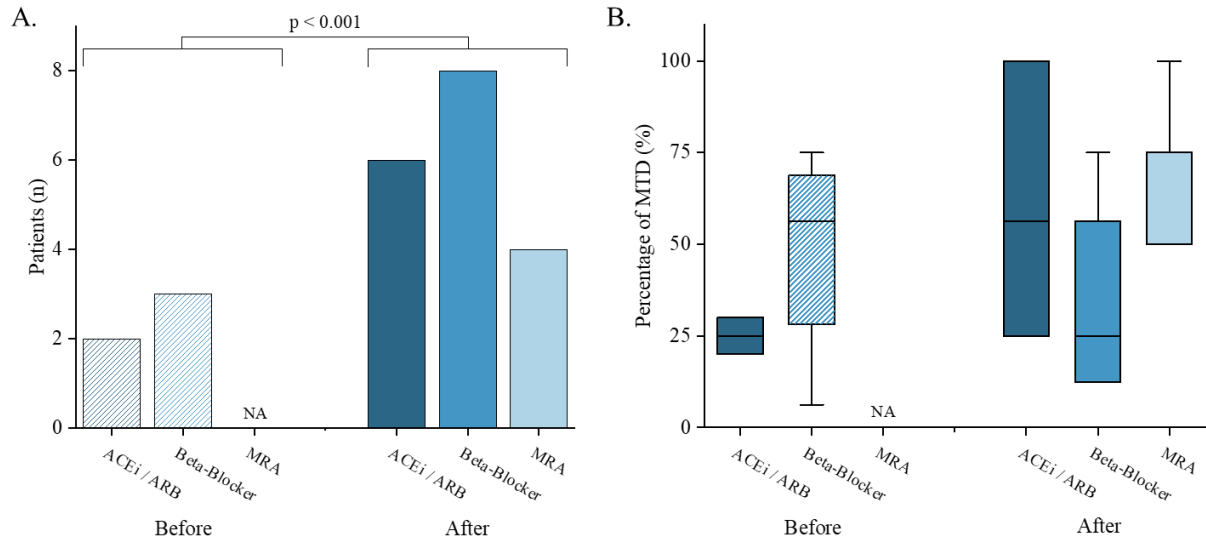 A.
p < 0.001
Patients (n)
8
6
4
2
0
NA
ACEi / ARB
Beta-Blocker
MRA
ACEi / ARB
Beta-Blocker
MRA
Before
After
B.
Percentage of MTD (%)
100
75
50
25
0
NA
ACEi / ARB
Beta-Blocker
MRA
ACEi / ARB
Beta-Blocker
MRA
Before
After